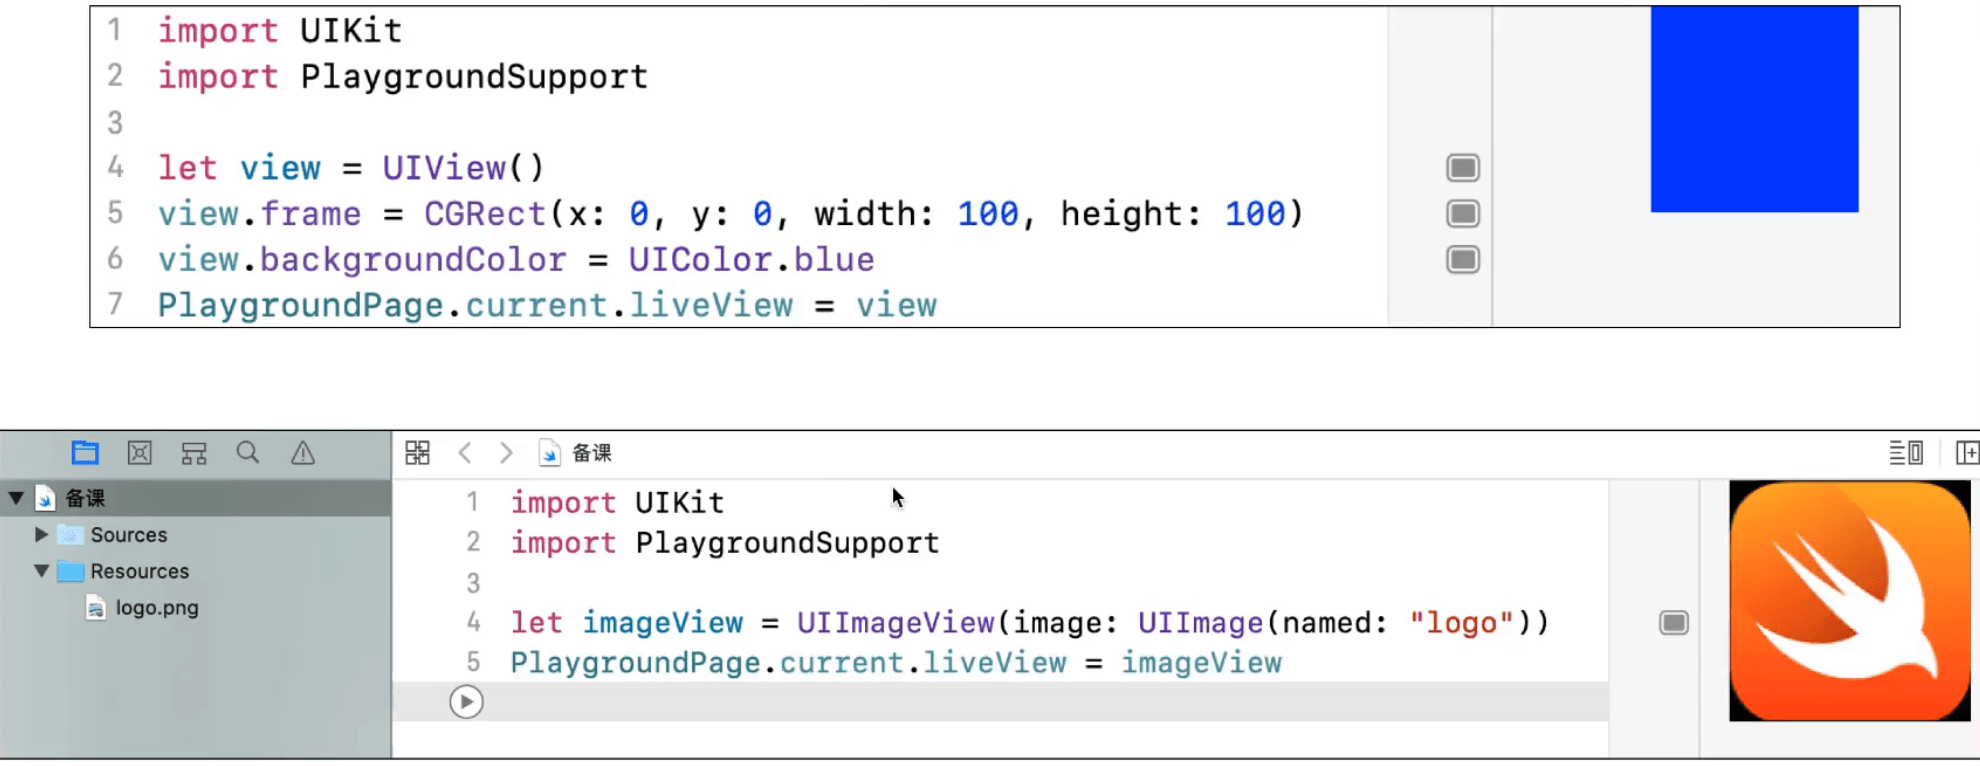 1 import UIKit
2 import PlaygroundSupport
3
4 let view = UIView()
5 view.frame = CGRect(x: 0, y: 0, width: 100, height: 100)
6 view.backgroundColor = UIColor.blue
7 PlaygroundPage.current.liveView = view
备课
备课
Sources
Resources
logo.png
1 import UIKit
2 import PlaygroundSupport
3
4 let imageView = UIImageView(image: UIImage(named: "logo"))
5 PlaygroundPage.current.liveView = imageView